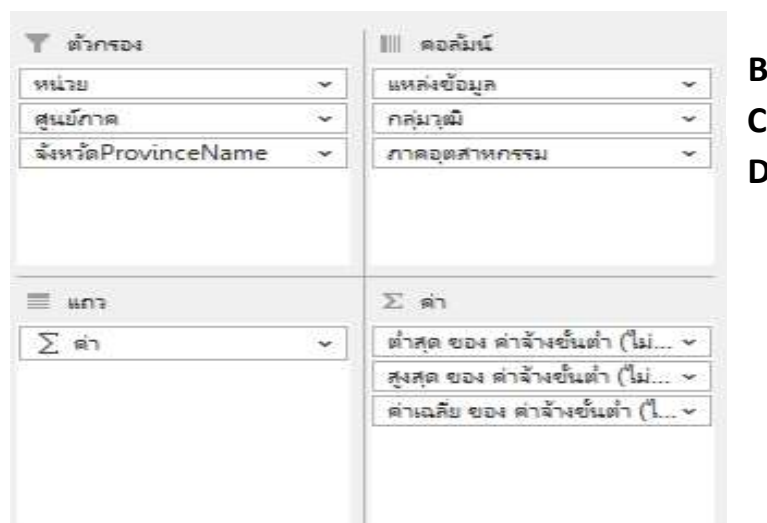 ตัวกรอง
หน่วย
ศูนย์ภาค
จังหวัดProvinceName
คอลัมน์
แหล่งข้อมูล
กลุ่มวุฒิ
ภาคอุตสาหกรรม
B
C
D
แถว
Σ ค่า
Σ ค่า
ต่ำสุด ของ ค่าจ้างขั้นต่ำ (ไม่...
สูงสุด ของ ค่าจ้างขั้นต่ำ (ไม่...
ค่าเฉลี่ย ของ ค่าจ้างขั้นต่ำ (ไ...